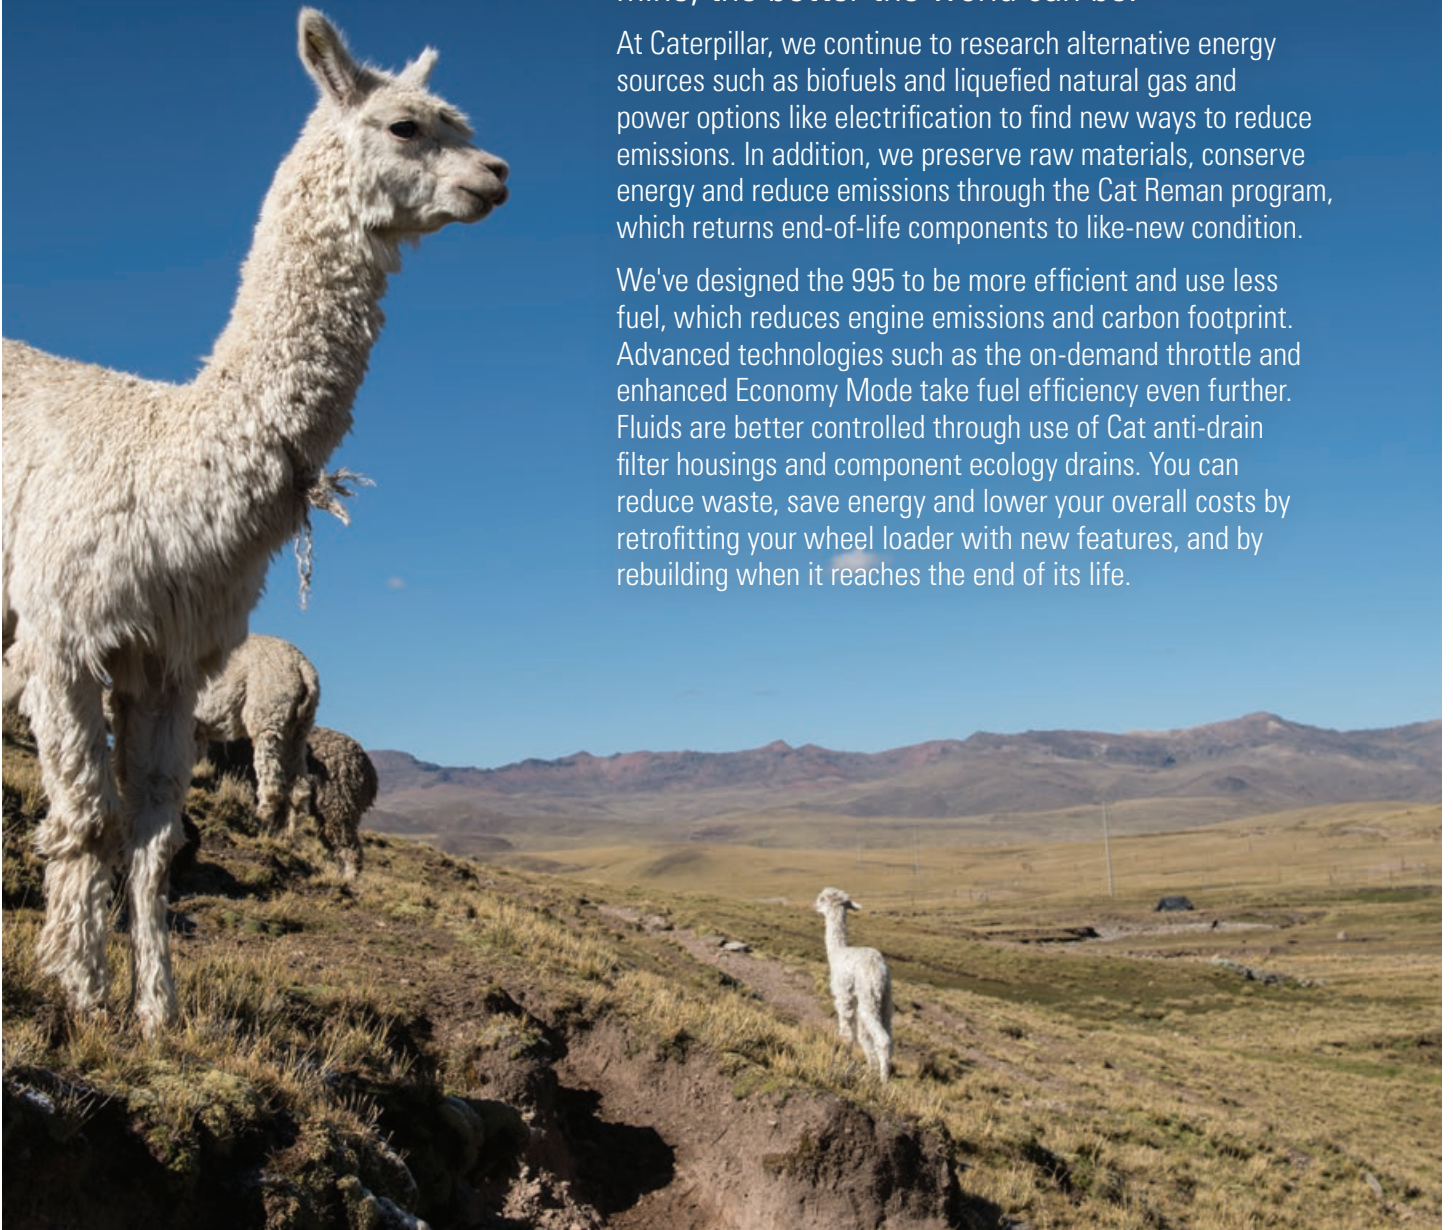 mine, the better the world can be.
At Caterpillar, we continue to research alternative energy
sources such as biofuels and liquefied natural gas and
power options like electrification to find new ways to reduce
emissions. In addition, we preserve raw materials, conserve
energy and reduce emissions through the Cat Reman program,
which returns end-of-life components to like-new condition.
We've designed the 995 to be more efficient and use less
fuel, which reduces engine emissions and carbon footprint.
Advanced technologies such as the on-demand throttle and
enhanced Economy Mode take fuel efficiency even further.
Fluids are better controlled through use of Cat anti-drain
filter housings and component ecology drains. You can
reduce waste, save energy and lower your overall costs by
retrofitting your wheel loader with new features, and by
rebuilding when it reaches the end of its life.